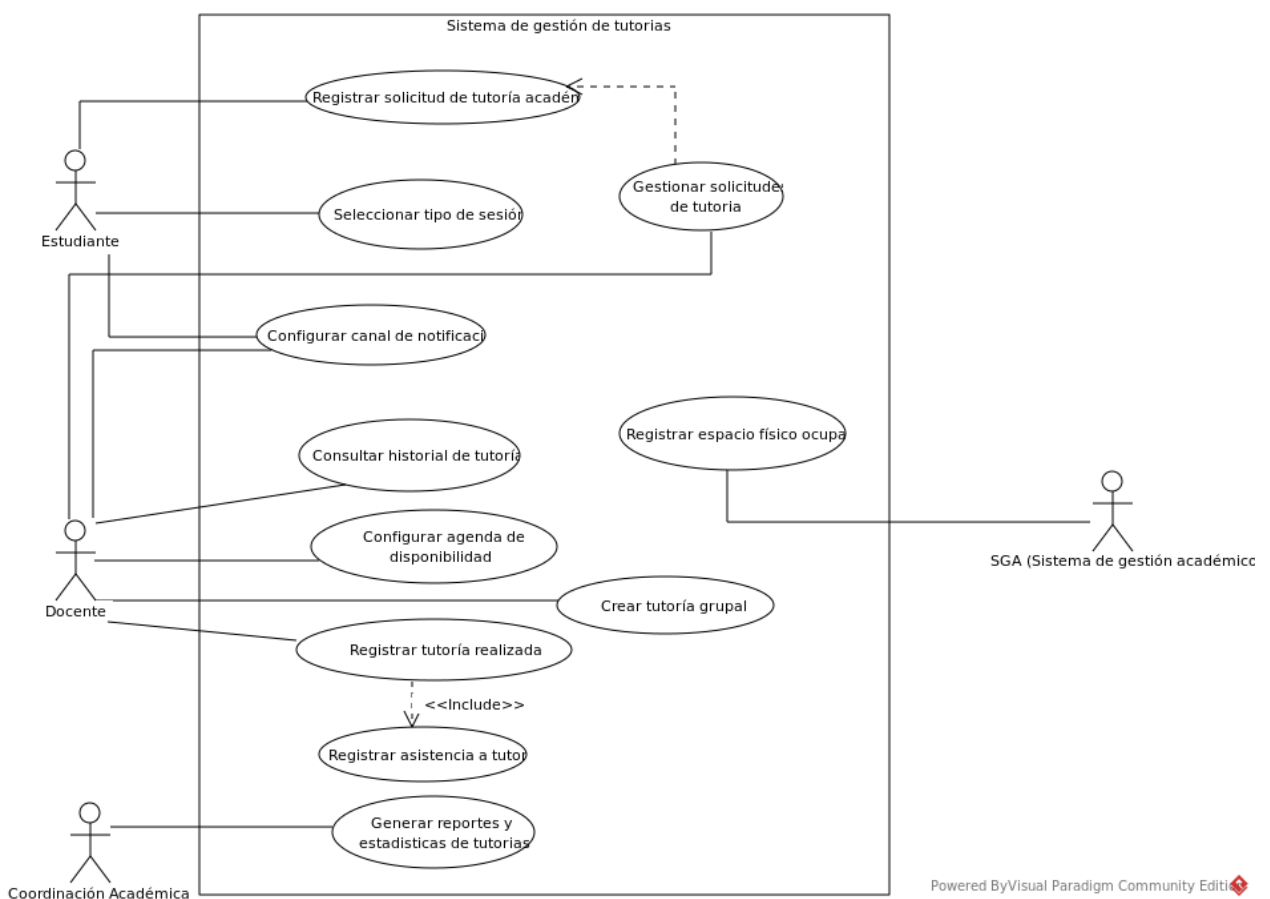 Sistema de gestión de tutorias
Registrar solicitud de tutoría acadén
Gestionar solicitudes
de tutoria
Seleccionar tipo de sesión
Estudiante
Configurar canal de notificaci
Registrar espacio físico ocupa
Consultar historial de tutoría
Configurar agenda de
disponibilidad
SGA (Sistema de gestión académico
Crear tutoría grupal
Docente
Registrar tutoría realizada
<<Include>>
Registrar asistencia a tutor
Generar reportes y
estadisticas de tutorias
Coordinación Académica
Powered ByVisual Paradigm Community Editio